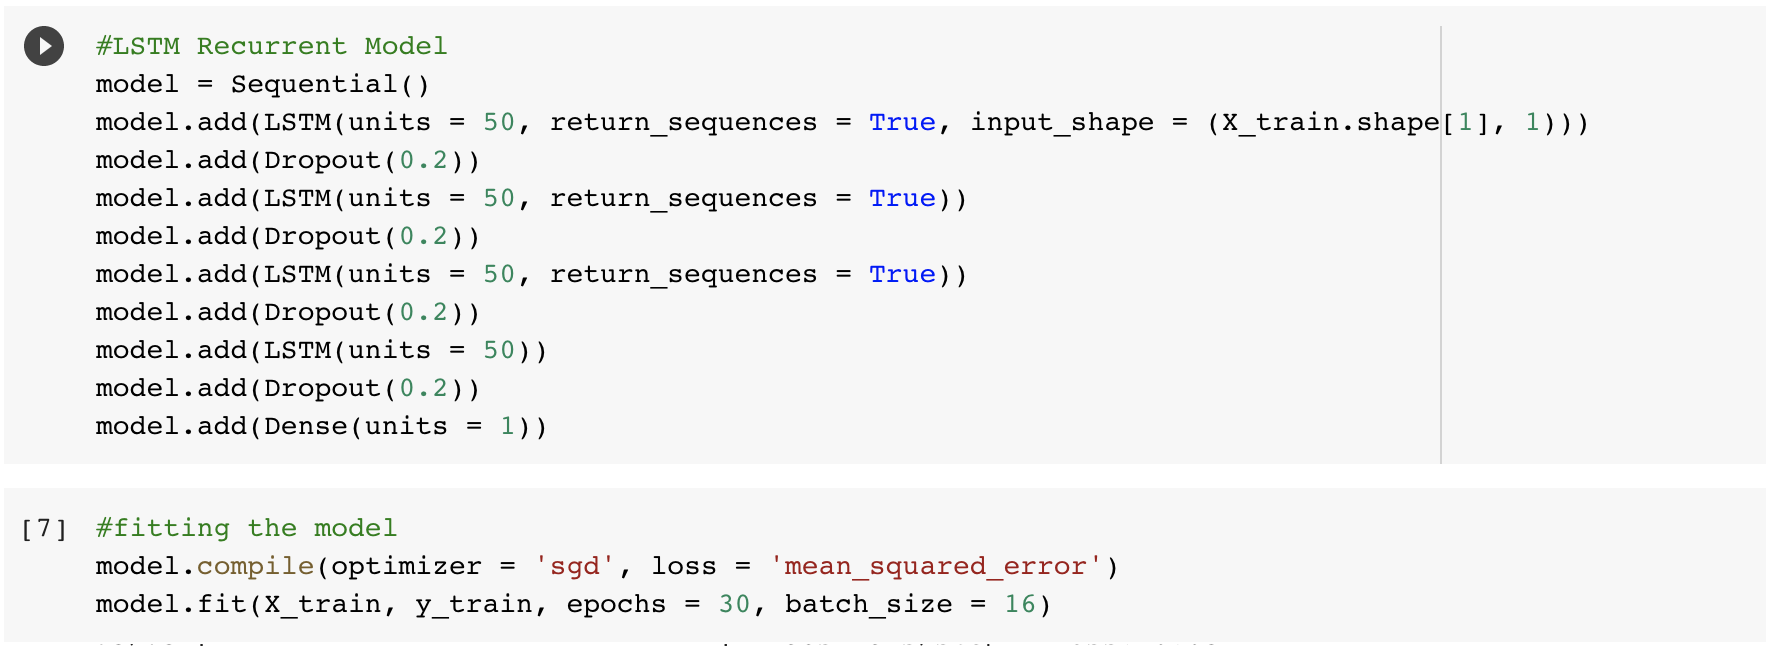 #LSTM Recurrent Model
model = Sequential()
model.add(LSTM(units = 50, return_sequences = True, input_shape = (X_train.shape[1], 1)))
model.add(Dropout(0.2))
model.add(LSTM(units = 50, return_sequences = True))
model.add(Dropout(0.2))
model.add(LSTM(units = 50, return_sequences = True))
model.add(Dropout(0.2))
model.add(LSTM(units = 50))
model.add(Dropout(0.2))
model.add(Dense(units = 1))
[7] #fitting the model
model.compile(optimizer = 'sgd', loss = 'mean_squared_error')
model.fit(X_train, y_train, epochs = 30, batch_size = 16)